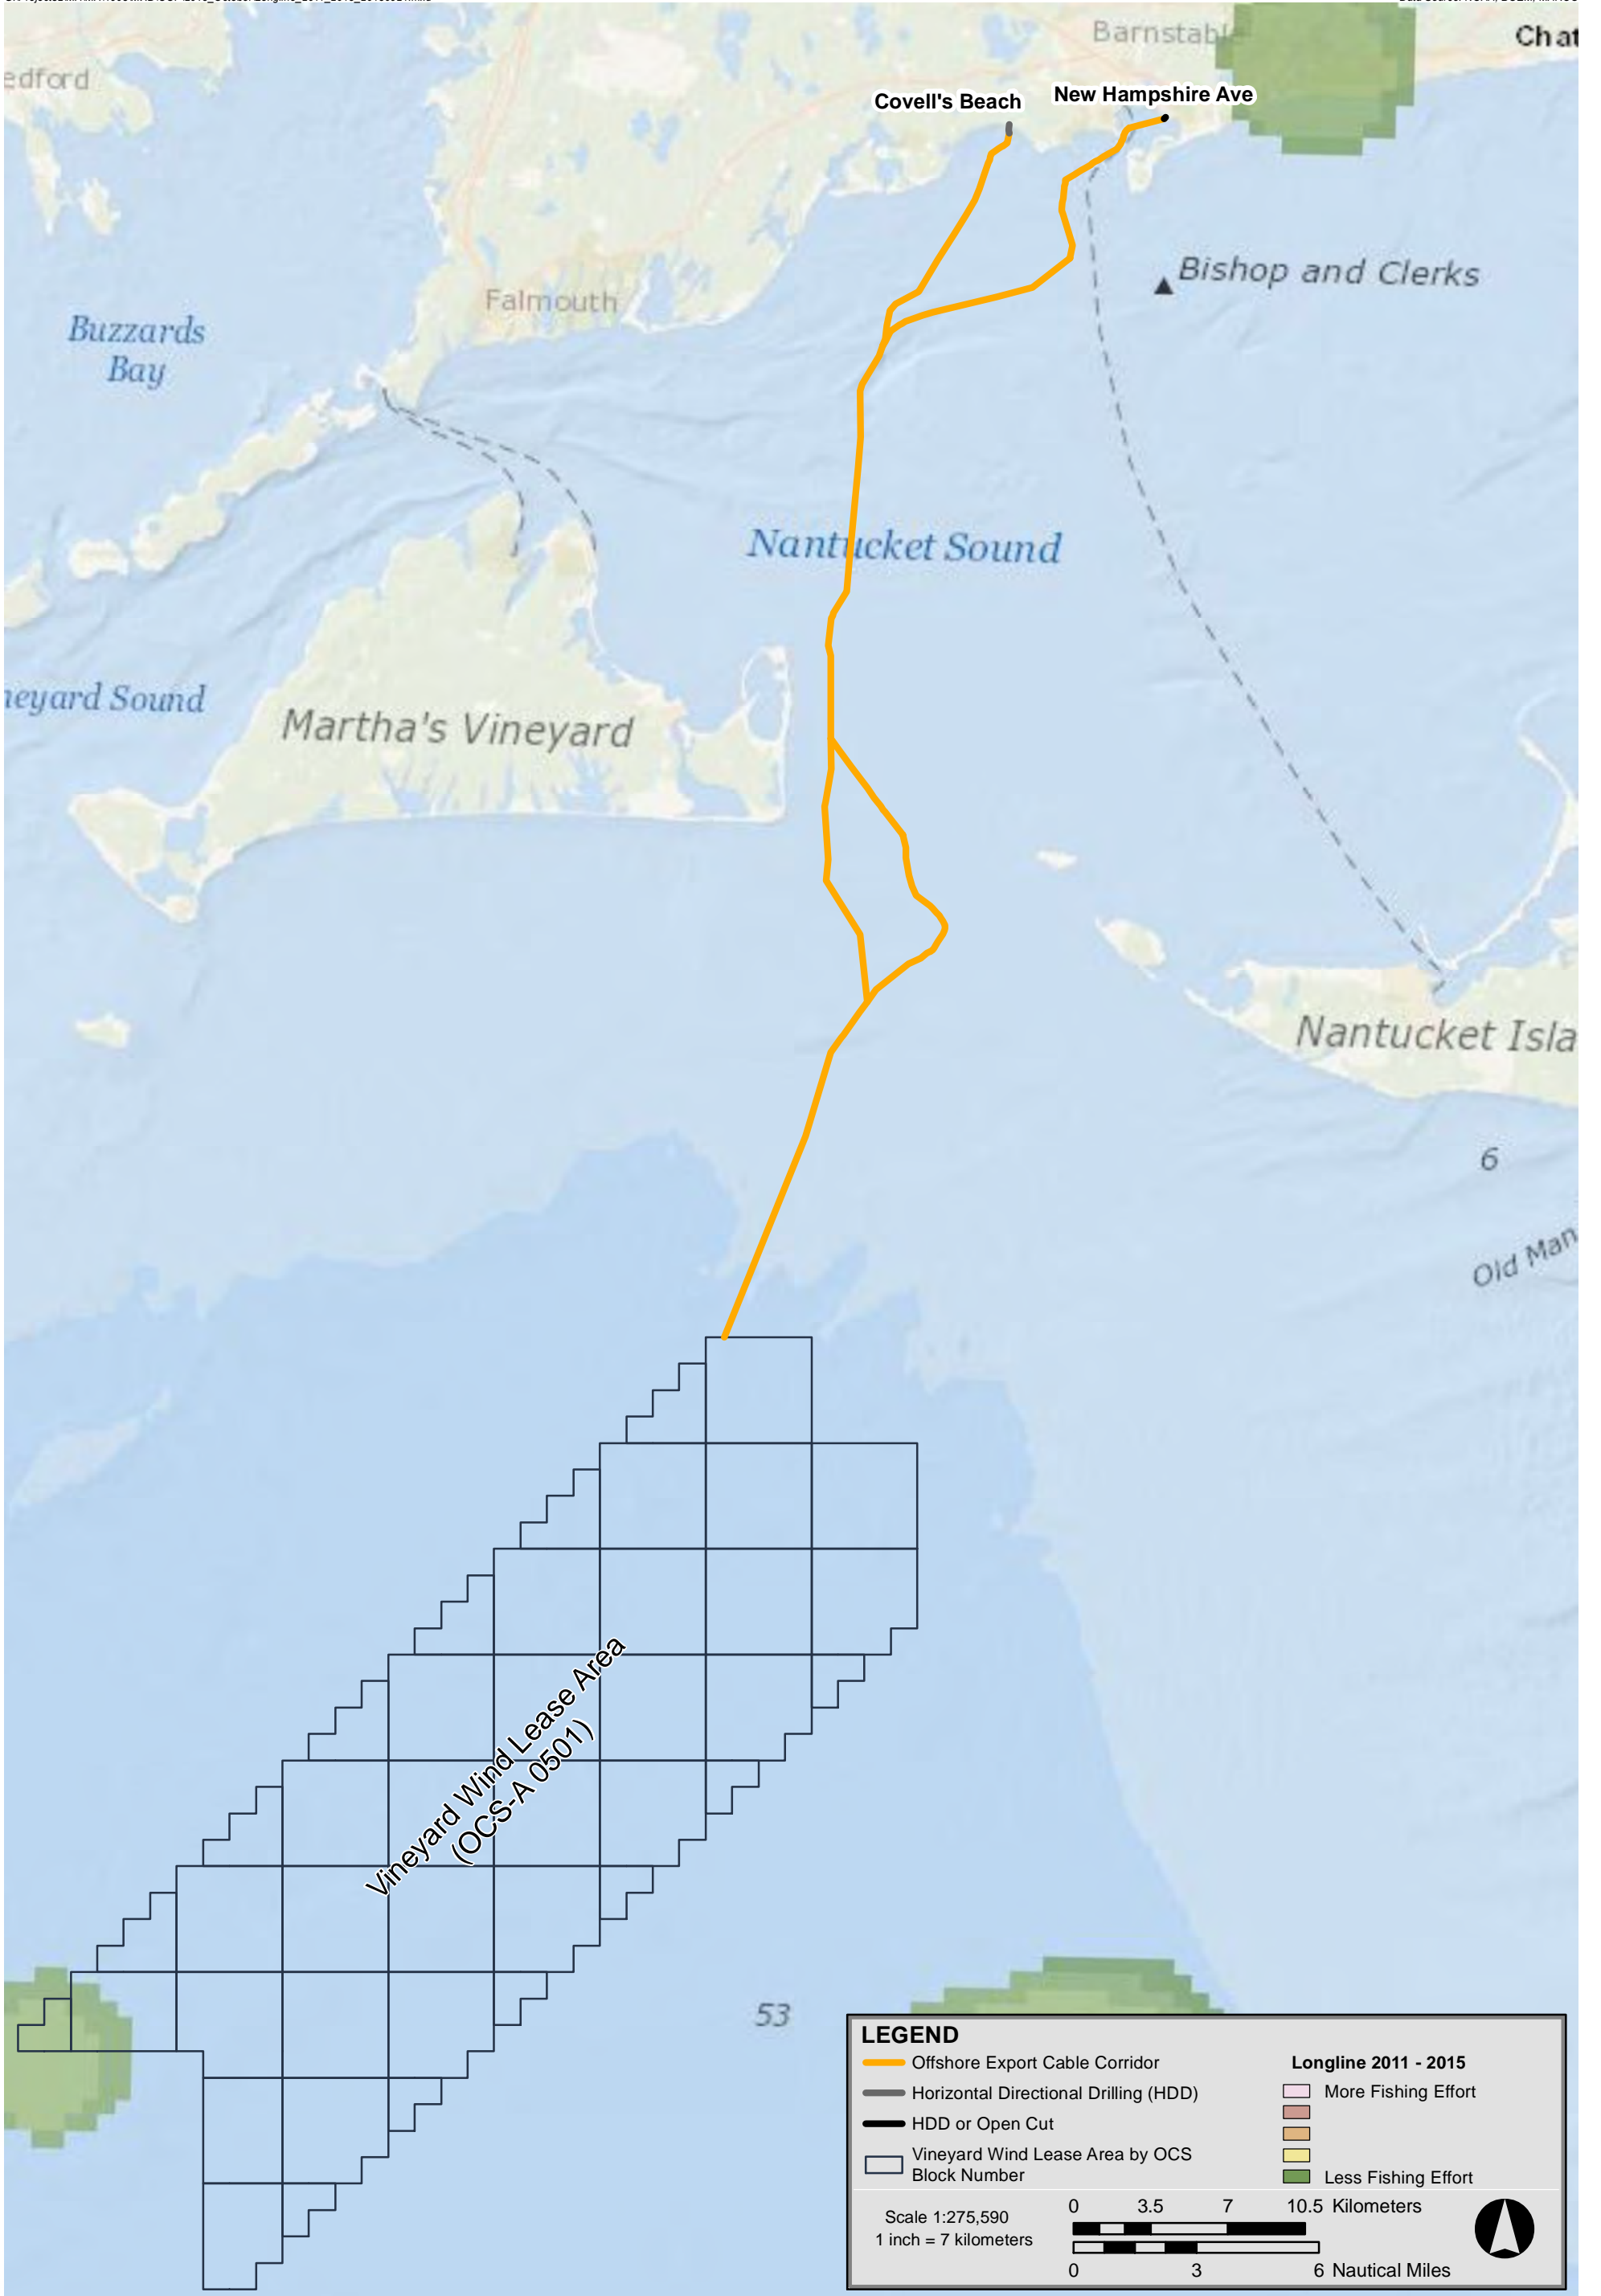 Barnstable
Chat
edford
Covell's Beach
New Hampshire Ave
Bishop and Clerks
Falmouth
Buzzards
Bay
Nantucket Sound
neyard Sound
Martha's Vineyard
Nantucket Isla
6
Old Man
Vineyard Wind Lease Area
(OCS-A 0501)
53
LEGEND
Offshore Export Cable Corridor
Horizontal Directional Drilling (HDD)
HDD or Open Cut
Vineyard Wind Lease Area by OCS
Block Number
Longline 2011 - 2015
More Fishing Effort
Less Fishing Effort
Scale 1:275,590
1 inch = 7 kilometers
0 3.5 7 10.5 Kilometers
0 3 6 Nautical Miles